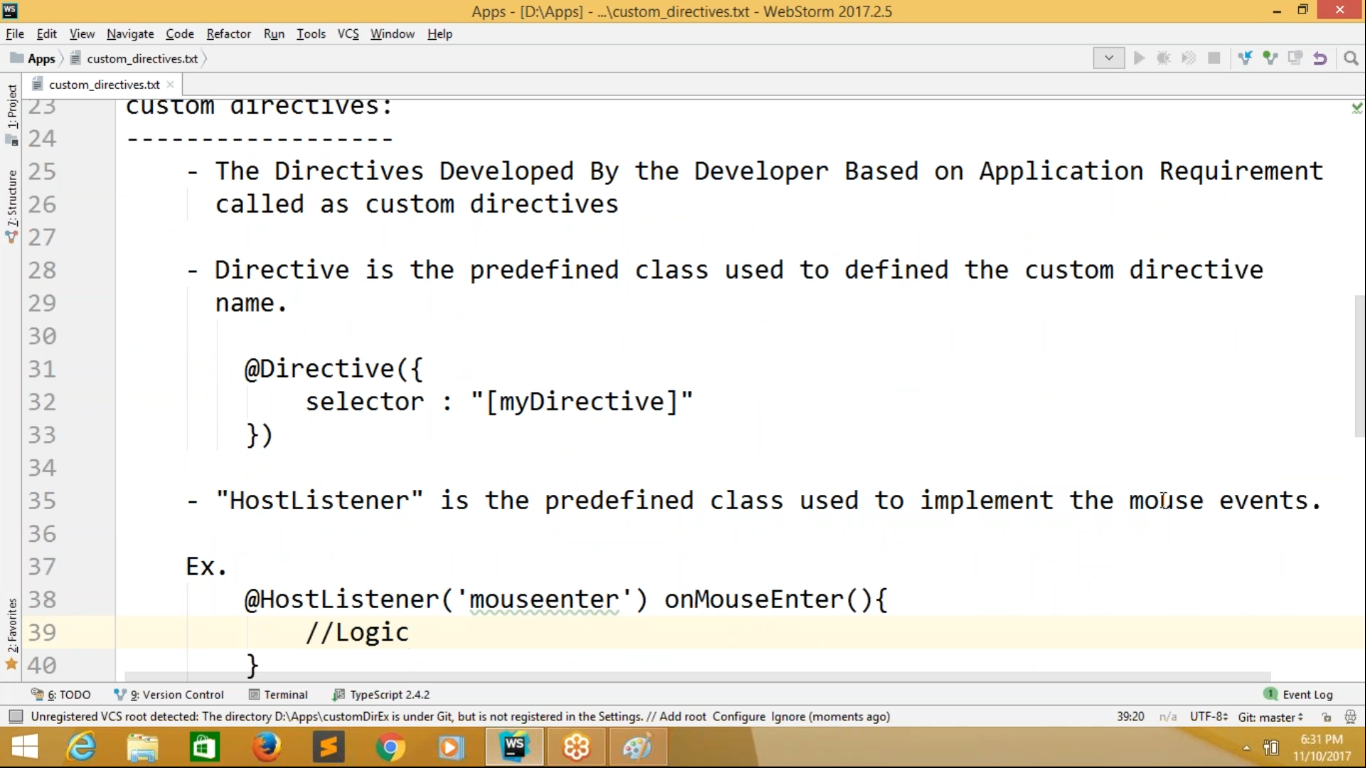 Apps - [D:\Apps] - ...\custom_directives.txt - WebStorm 2017.2.5
File Edit View Navigate Code Refactor Run Tools VCS Window Help
Apps custom_directives.txt
custom_directives.txt
1: Project
7: Structure
2: Favorites
23 custom directives:
24 ------------------
25 - The Directives Developed By the Developer Based on Application Requirement
26 called as custom directives
27
28 - Directive is the predefined class used to defined the custom directive
29 name.
30
31 @Directive({
32 selector : "[myDirective]"
33 })
34
35 - "HostListener" is the predefined class used to implement the mouse events.
36
37 Ex.
38 @HostListener('mouseenter') onMouseEnter(){
39 //Logic
40 }
6: TODO 9: Version Control Terminal TypeScript 2.4.2 1 Event Log
Unregistered VCS root detected: The directory D:\Apps\customDirEx is under Git, but is not registered in the Settings. // Add root Configure Ignore (moments ago) 39:20 n/a UTF-8 Git: master
WS
6:31 PM
11/10/2017